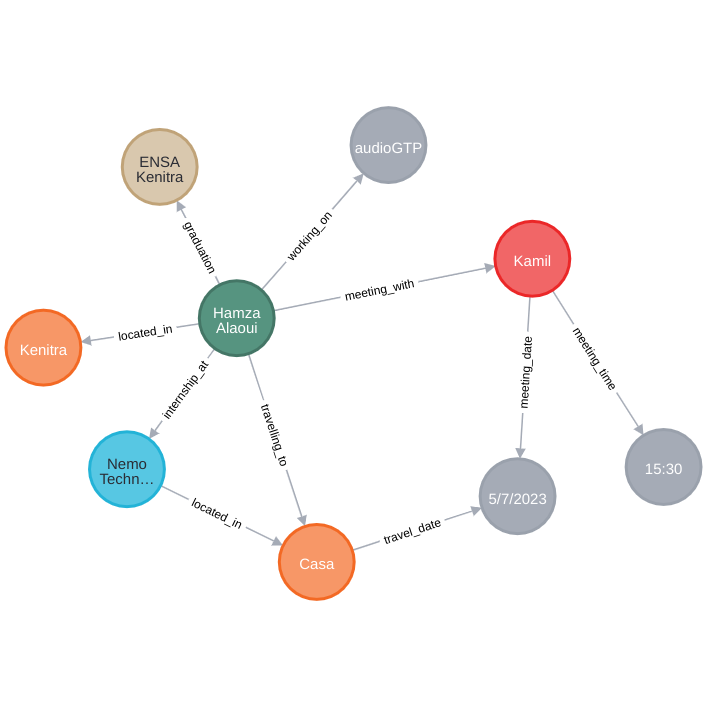 audioGTP
ENSA
Kenitra
working_on
graduation
Kamil
meeting_with
Hamza
Alaoui
located_in
Kenitra
meeting_date
meeting_time
internship_at
travelling_to
Nemo
Techn…
15:30
5/7/2023
located_in
travel_date
Casa